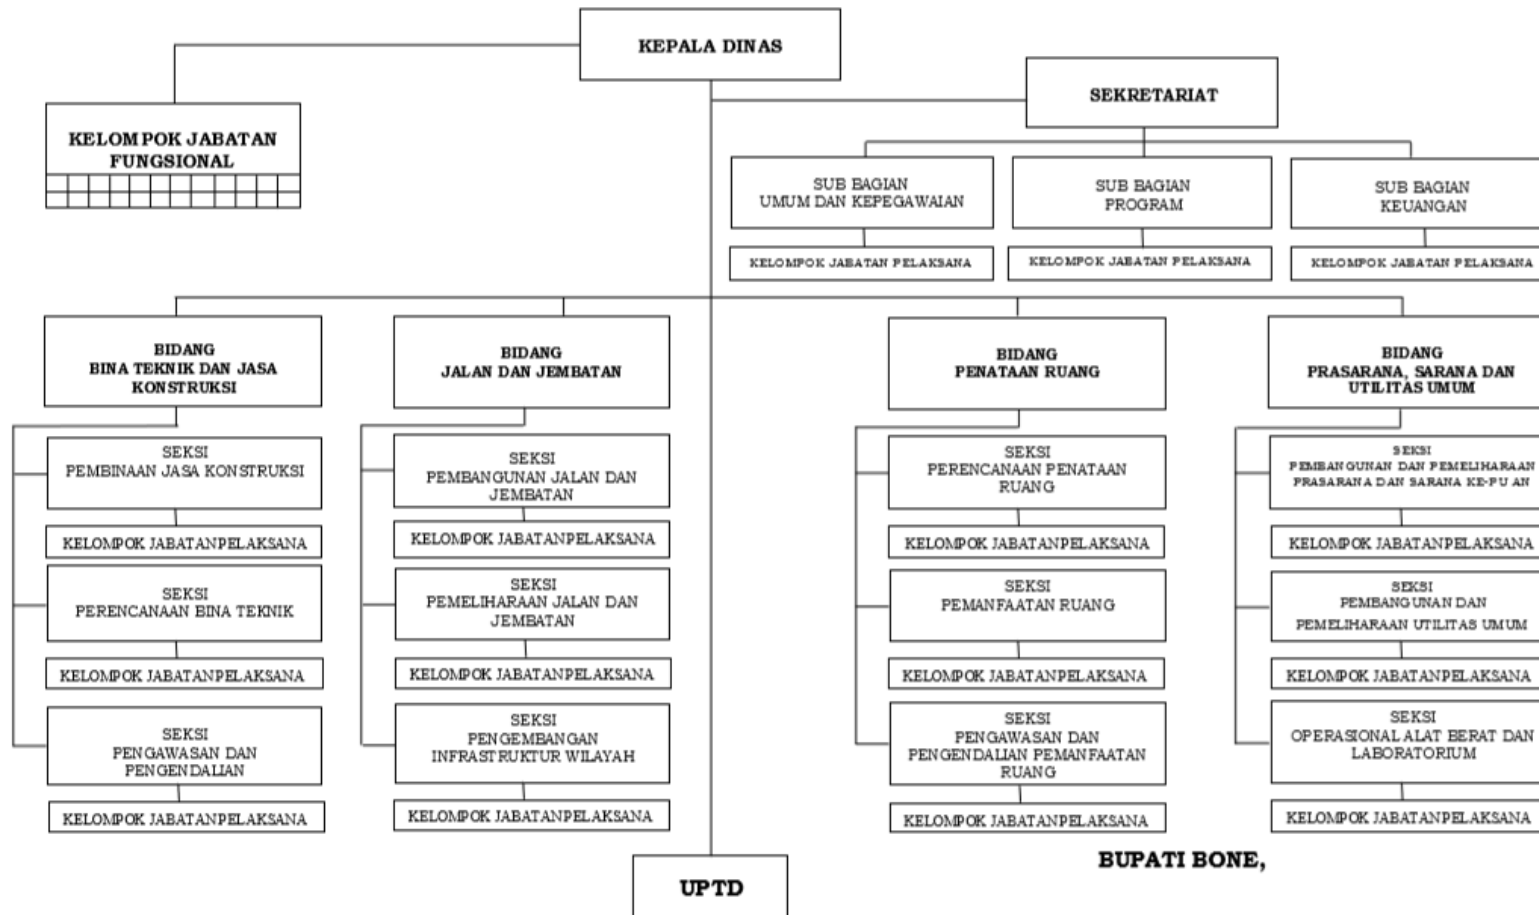 KEPALA DINAS
SEKRETARIAT
KELOMPOK JABATAN
FUNGSIONAL
SUB BAGIAN
UMUM DAN KEPEGAWAIAN
SUB BAGIAN
PROGRAM
SUB BAGIAN
KEUANGAN
KELOMPOK JABATAN PELAKSANA
KELOMPOK JABATAN PELAKSANA
KELOMPOK JABATAN PELAKSANA
BIDANG
BINA TEKNIK DAN JASA
KONSTRUKSI
SEKSI
PEMBINAAN JASA KONSTRUKSI
KELOMPOK JABATANPELAKSANA
SEKSI
PERENCANAAN BINA TEKNIK
KELOMPOK JABATANPELAKSANA
SEKSI
PENGAWASAN DAN
PENGENDALIAN
KELOMPOK JABATANPELAKSANA
BIDANG
JALAN DAN JEMBATAN
SEKSI
PEMBANGUNAN JALAN DAN
JEMBATAN
KELOMPOK JABATANPELAKSANA
SEKSI
PEMELIHARAAN JALAN DAN
JEMBATAN
KELOMPOK JABATANPELAKSANA
SEKSI
PENGEMBANGAN
INFRASTRUKTUR WILAYAH
KELOMPOK JABATANPELAKSANA
BIDANG
PENATAAN RUANG
SEKSI
PERENCANAAN PENATAAN
RUANG
KELOMPOK JABATANPELAKSANA
SEKSI
PEMANFAATAN RUANG
KELOMPOK JABATANPELAKSANA
SEKSI
PENGAWASAN DAN
PENGENDALIAN PEMANFAATAN
RUANG
KELOMPOK JABATANPELAKSANA
BIDANG
PRASARANA, SARANA DAN
UTILITAS UMUM
SEKSI
PEMBANGUNAN DAN PEMELIHARAAN
PRASARANA DAN SARANA KE-PU AN
KELOMPOK JABATANPELAKSANA
SEKSI
PEMBANGUNAN DAN
PEMELIHARAAN UTILITAS UMUM
KELOMPOK JABATANPELAKSANA
SEKSI
OPERASIONAL ALAT BERAT DAN
LABORATORIUM
KELOMPOK JABATANPELAKSANA
UPTD
BUPATI BONE,